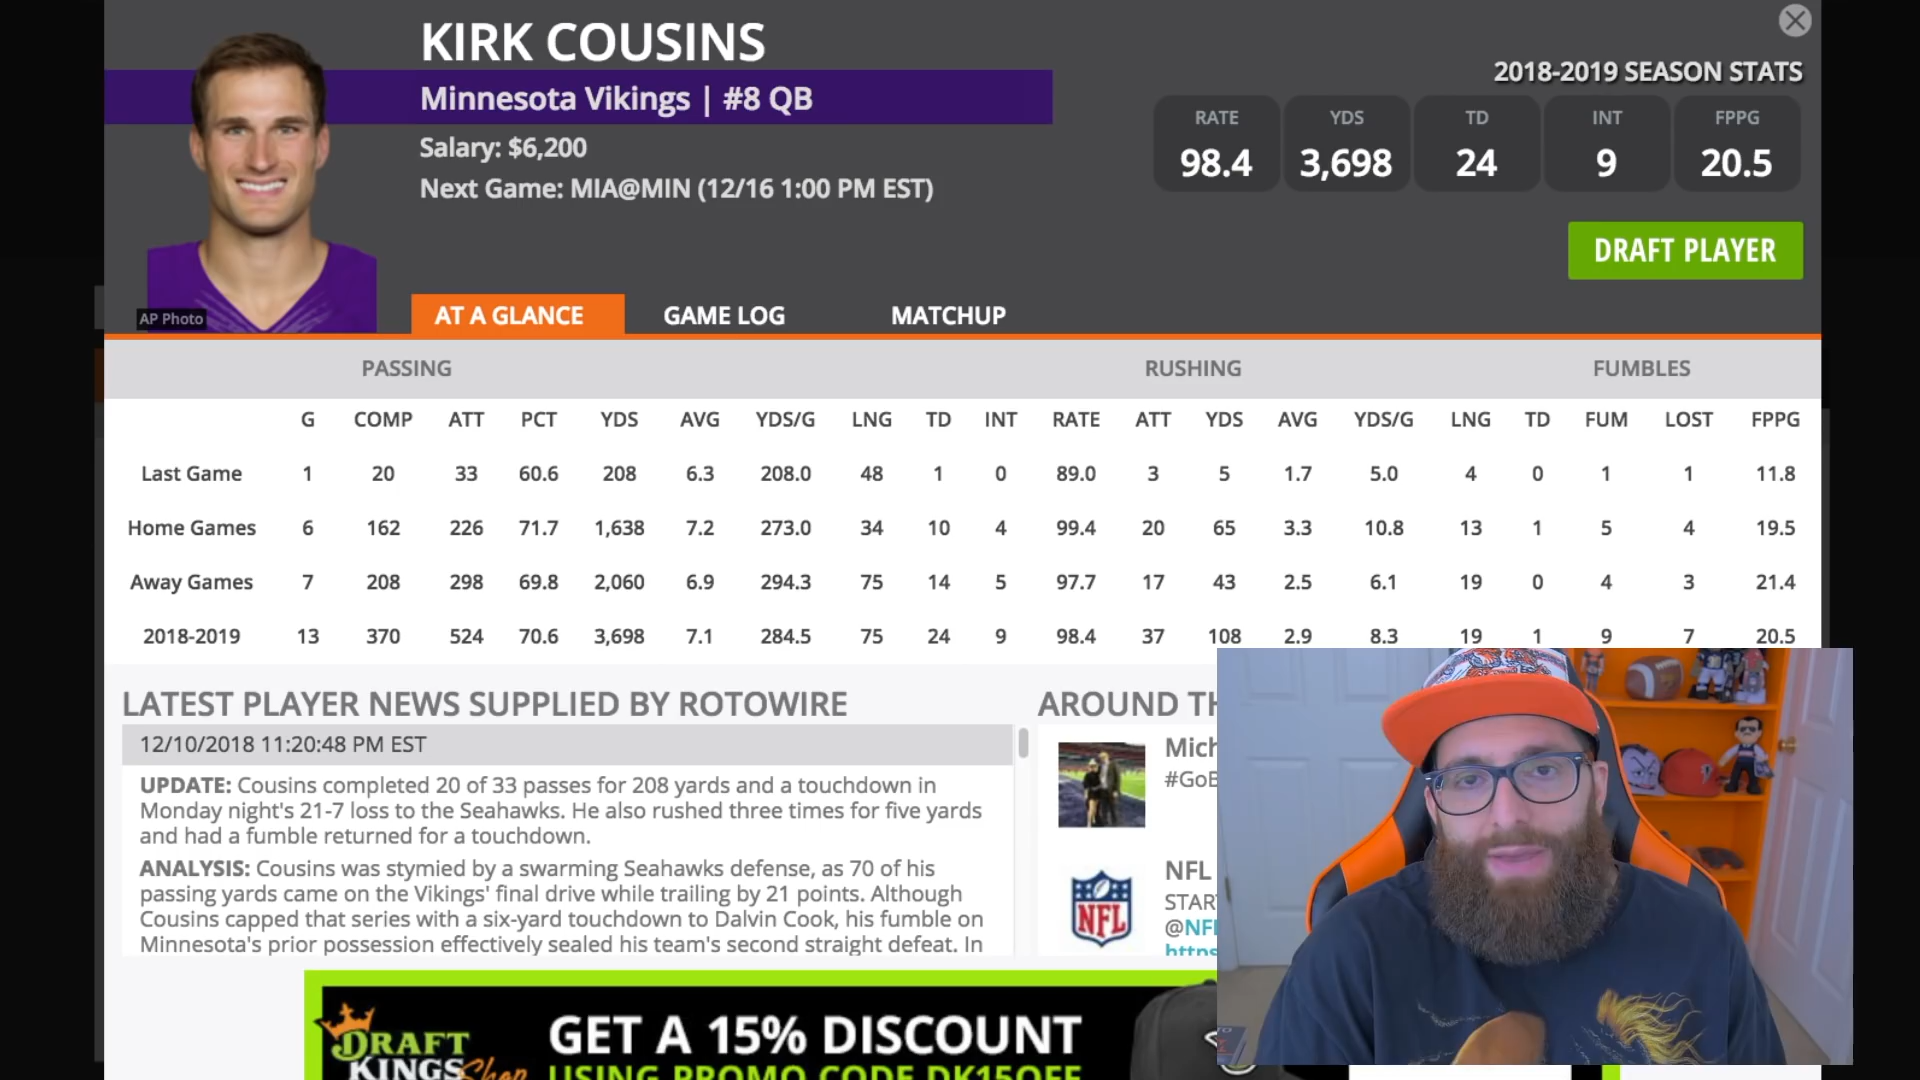 KIRK COUSINS
Minnesota Vikings | #8 QB
Salary: $6,200
Next Game: MIA@MIN (12/16 1:00 PM EST)
AP Photo
2018-2019 SEASON STATS
RATE YDS TD INT FPPG
98.4 3,698 24 9 20.5
DRAFT PLAYER
AT A GLANCE GAME LOG MATCHUP
PASSING RUSHING FUMBLES
G COMP ATT PCT YDS AVG YDS/G LNG TD INT RATE ATT YDS AVG YDS/G LNG TD FUM LOST FPPG
Last Game 1 20 33 60.6 208 6.3 208.0 48 1 0 89.0 3 5 1.7 5.0 4 0 1 1 11.8
Home Games 6 162 226 71.7 1,638 7.2 273.0 34 10 4 99.4 20 65 3.3 10.8 13 1 5 4 19.5
Away Games 7 208 298 69.8 2,060 6.9 294.3 75 14 5 97.7 17 43 2.5 6.1 19 0 4 3 21.4
2018-2019 13 370 524 70.6 3,698 7.1 284.5 75 24 9 98.4 37 108 2.9 8.3 19 1 9 7 20.5
LATEST PLAYER NEWS SUPPLIED BY ROTOWIRE
12/10/2018 11:20:48 PM EST
UPDATE: Cousins completed 20 of 33 passes for 208 yards and a touchdown in
Monday night's 21-7 loss to the Seahawks. He also rushed three times for five yards
and had a fumble returned for a touchdown.
ANALYSIS: Cousins was stymied by a swarming Seahawks defense, as 70 of his
passing yards came on the Vikings' final drive while trailing by 21 points. Although
Cousins capped that series with a six-yard touchdown to Dalvin Cook, his fumble on
Minnesota's prior possession effectively sealed his team's second straight defeat. In
AROUND TH
Mich
#GoB
NFL
NFL
STAR
@NFL
https
DRAFT
KINGS Shop
GET A 15% DISCOUNT
USING PROMO CODE DK15OFF